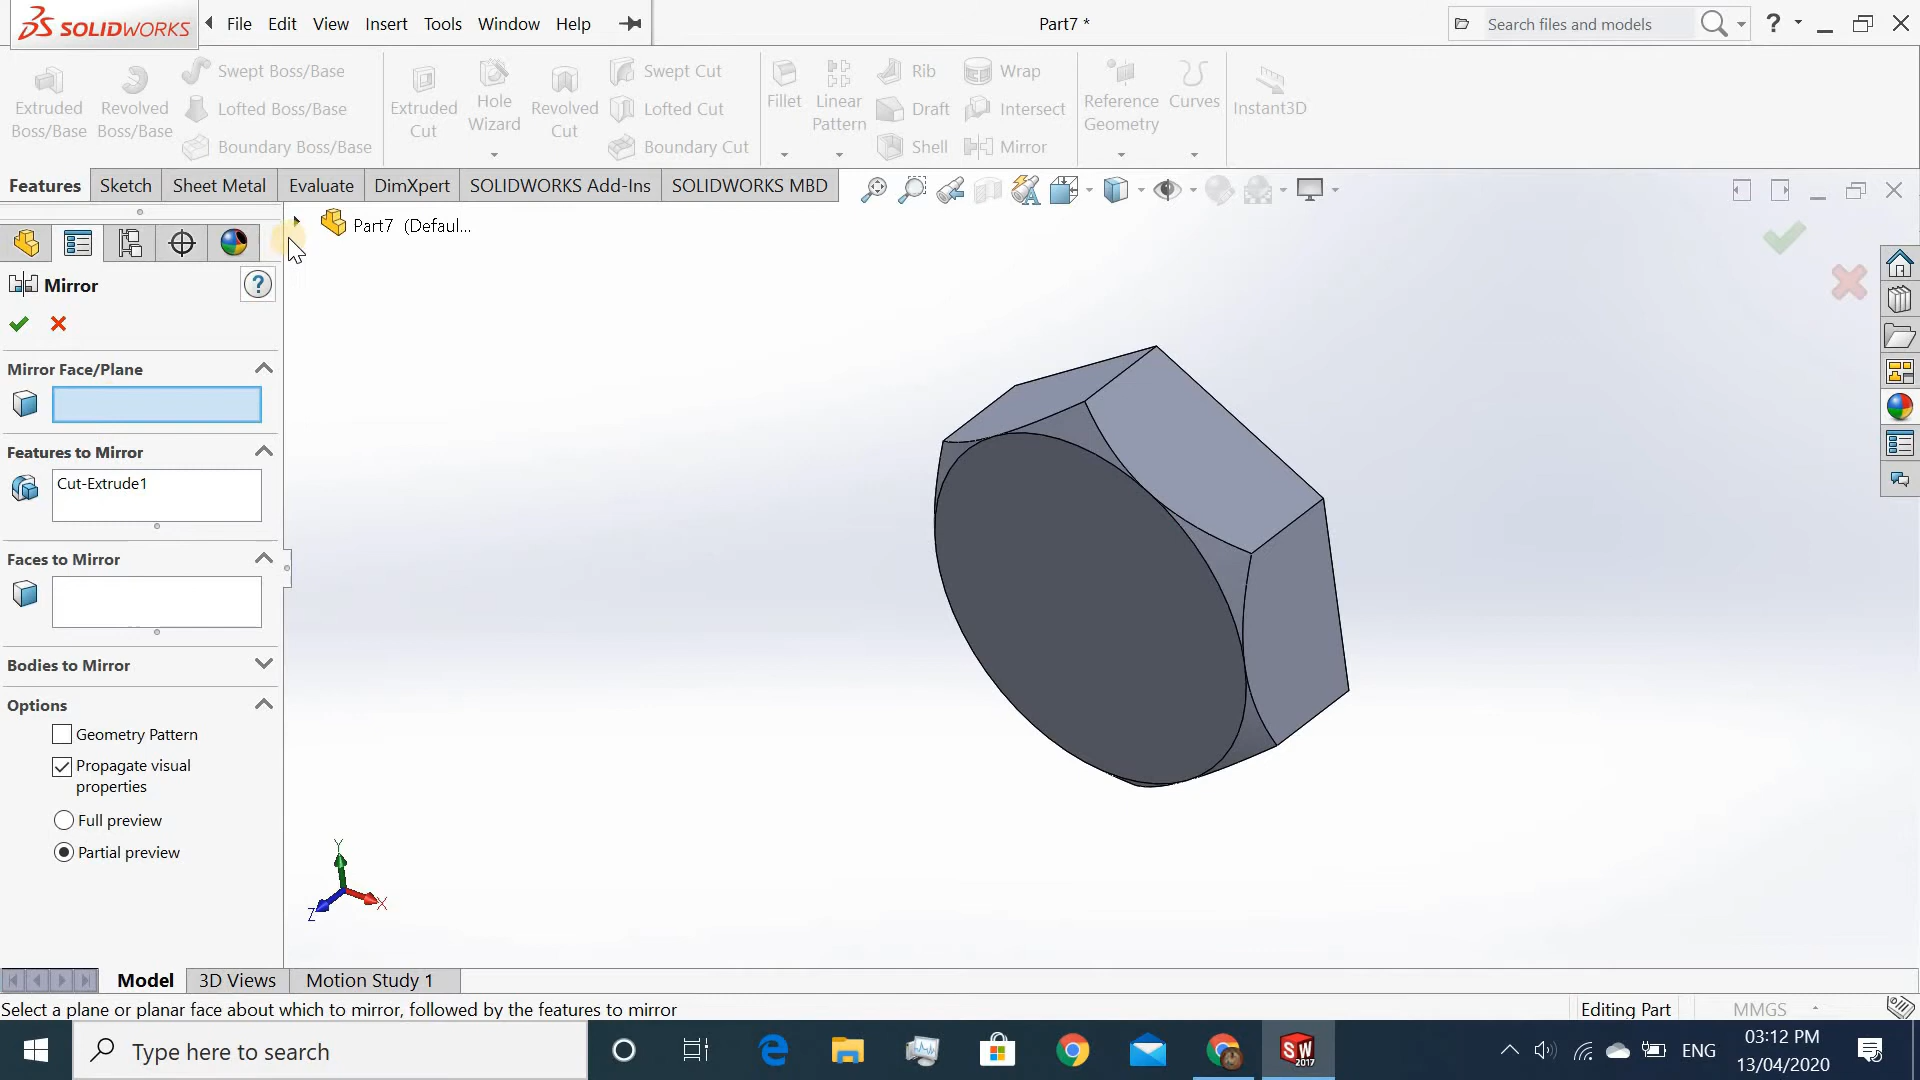 SOLIDWORKS File Edit View Insert Tools Window Help Part7 * Search files and models ?
Extruded Boss/Base
Revolved Boss/Base
Swept Boss/Base
Lofted Boss/Base
Boundary Boss/Base
Extruded Cut
Hole Wizard
Revolved Cut
Swept Cut
Lofted Cut
Boundary Cut
Fillet
Linear Pattern
Rib
Draft
Shell
Wrap
Intersect
Mirror
Reference Geometry
Curves
Instant3D
Features Sketch Sheet Metal Evaluate DimXpert SOLIDWORKS Add-Ins SOLIDWORKS MBD
Part7 (Defaul...
Mirror ?
Mirror Face/Plane
Features to Mirror
Cut-Extrude1
Faces to Mirror
Bodies to Mirror
Options
Geometry Pattern
Propagate visual
properties
Full preview
Partial preview
Y
X
Z
Model 3D Views Motion Study 1
Select a plane or planar face about which to mirror, followed by the features to mirror Editing Part MMGS
Type here to search
SW
2017
ENG
03:12 PM
13/04/2020